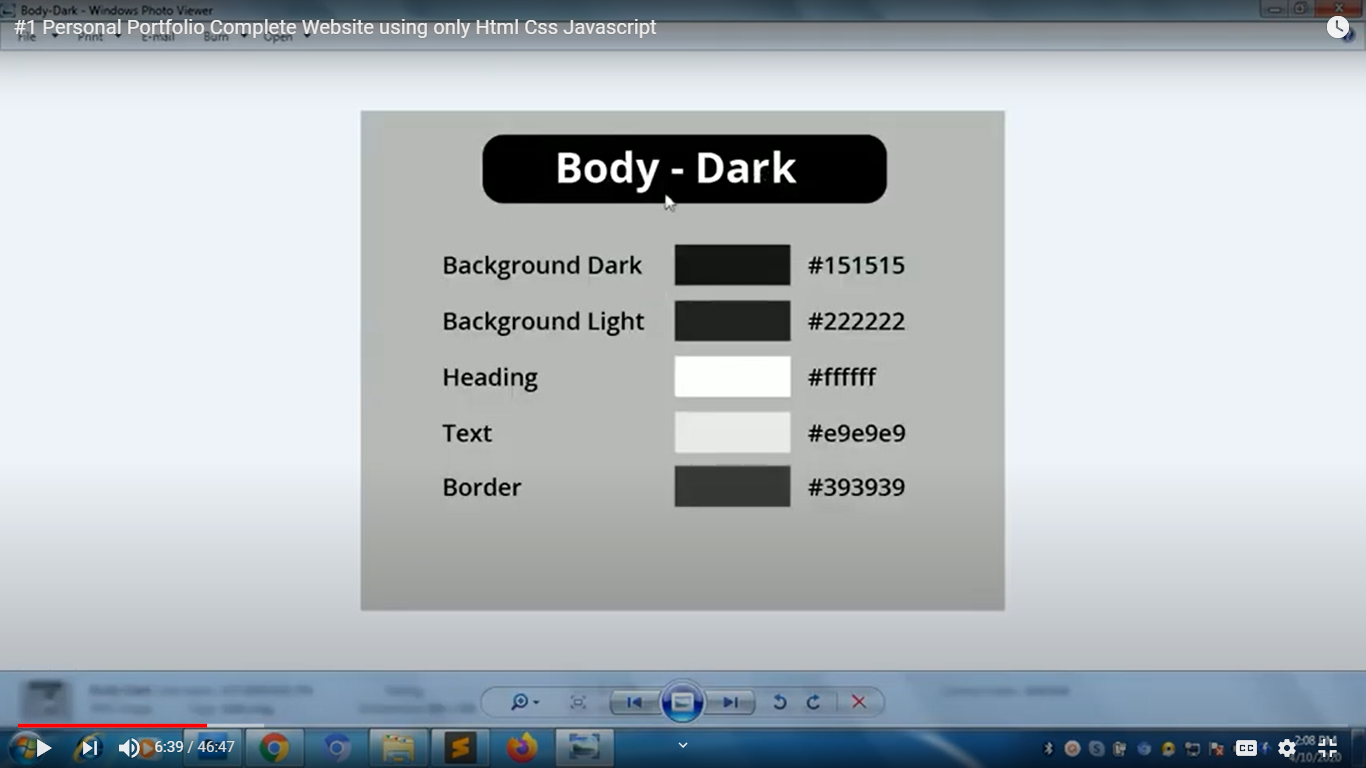 Body-Dark - Windows Photo Viewer
#1 Personal Portfolio Complete Website using only Html Css Javascript
File Print E-mail Burn Open
Body - Dark
Background Dark #151515
Background Light #222222
Heading #ffffff
Text #e9e9e9
Border #393939
6:39 / 46:47
CC
2:08 PM
4/10/2020